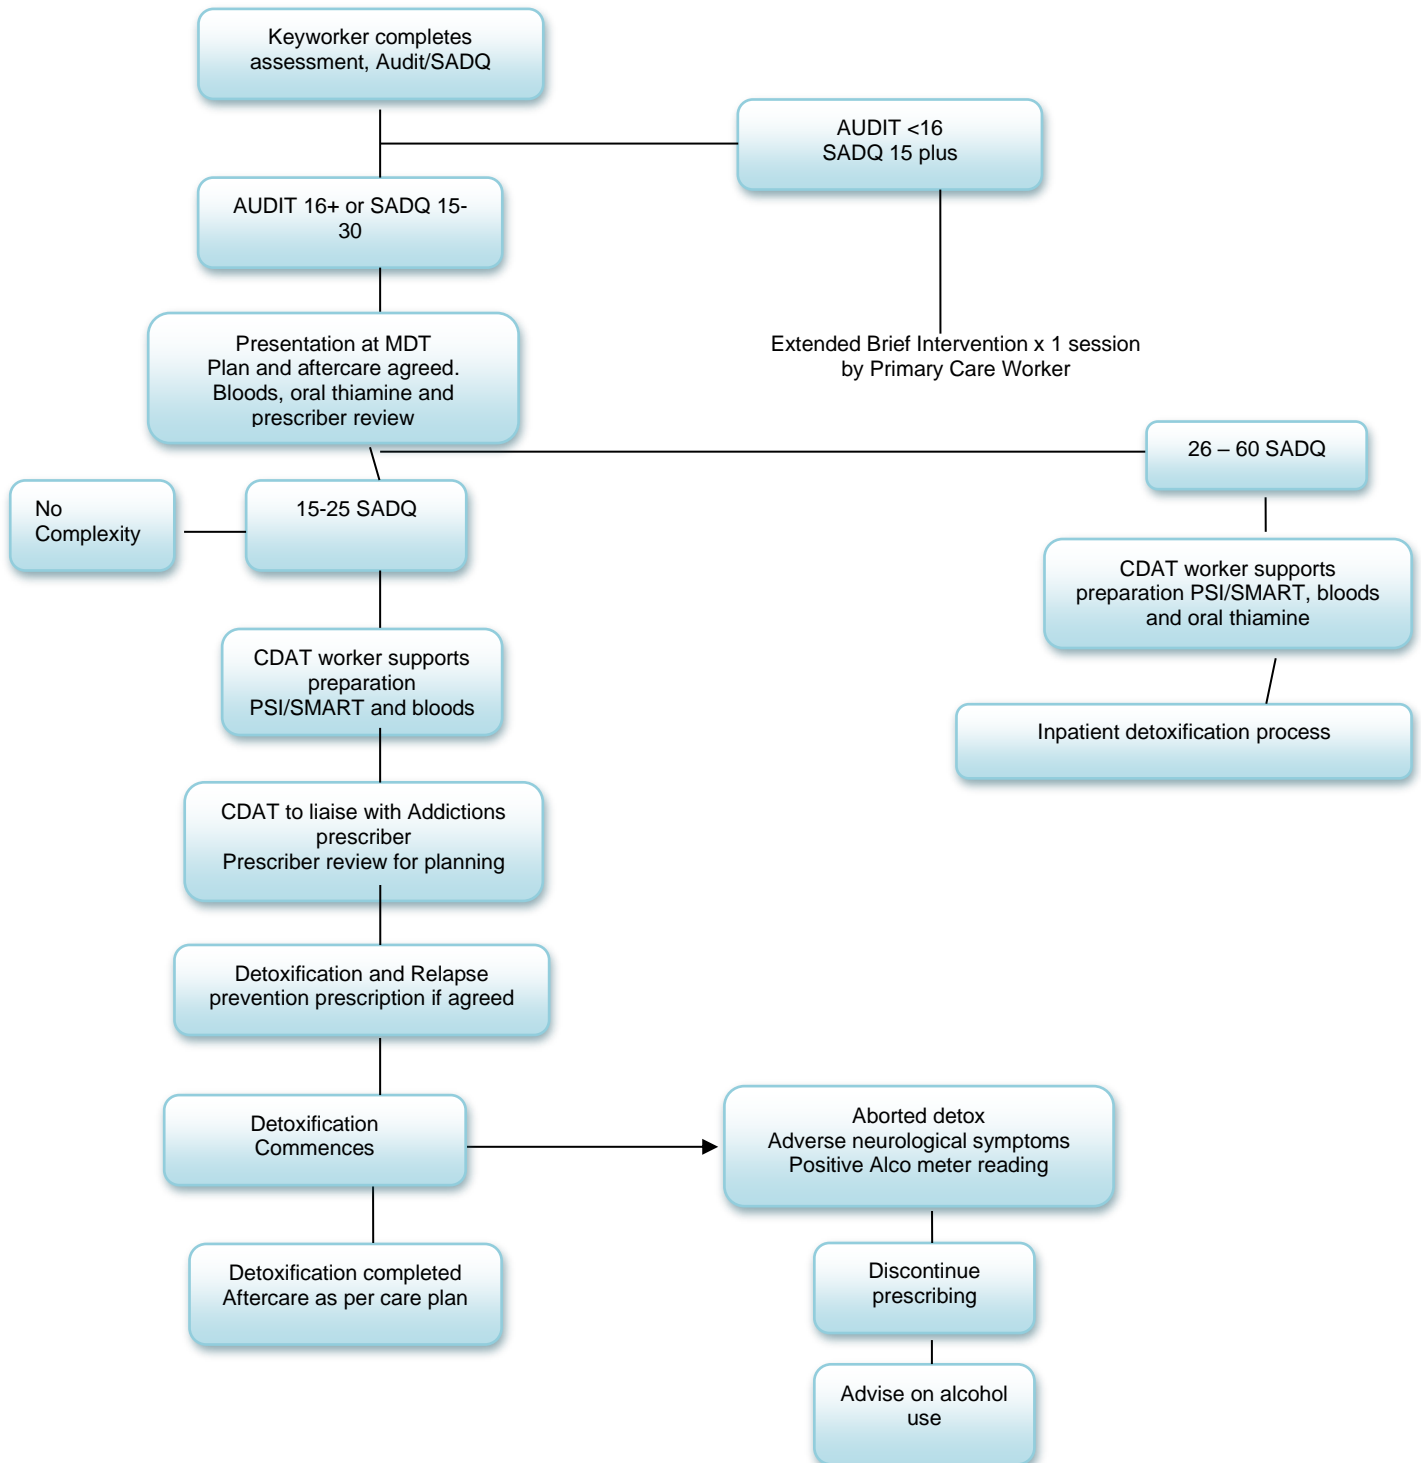 Keyworker completes
assessment, Audit/SADQ
AUDIT <16
SADQ 15 plus
AUDIT 16+ or SADQ 15-
30
Presentation at MDT
Plan and aftercare agreed.
Bloods, oral thiamine and
prescriber review
Extended Brief Intervention x 1 session
by Primary Care Worker
26 – 60 SADQ
No
Complexity
15-25 SADQ
CDAT worker supports
preparation PSI/SMART, bloods
and oral thiamine
CDAT worker supports
preparation
PSI/SMART and bloods
Inpatient detoxification process
CDAT to liaise with Addictions
prescriber
Prescriber review for planning
Detoxification and Relapse
prevention prescription if agreed
Detoxification
Commences
Aborted detox
Adverse neurological symptoms
Positive Alco meter reading
Detoxification completed
Aftercare as per care plan
Discontinue
prescribing
Advise on alcohol
use